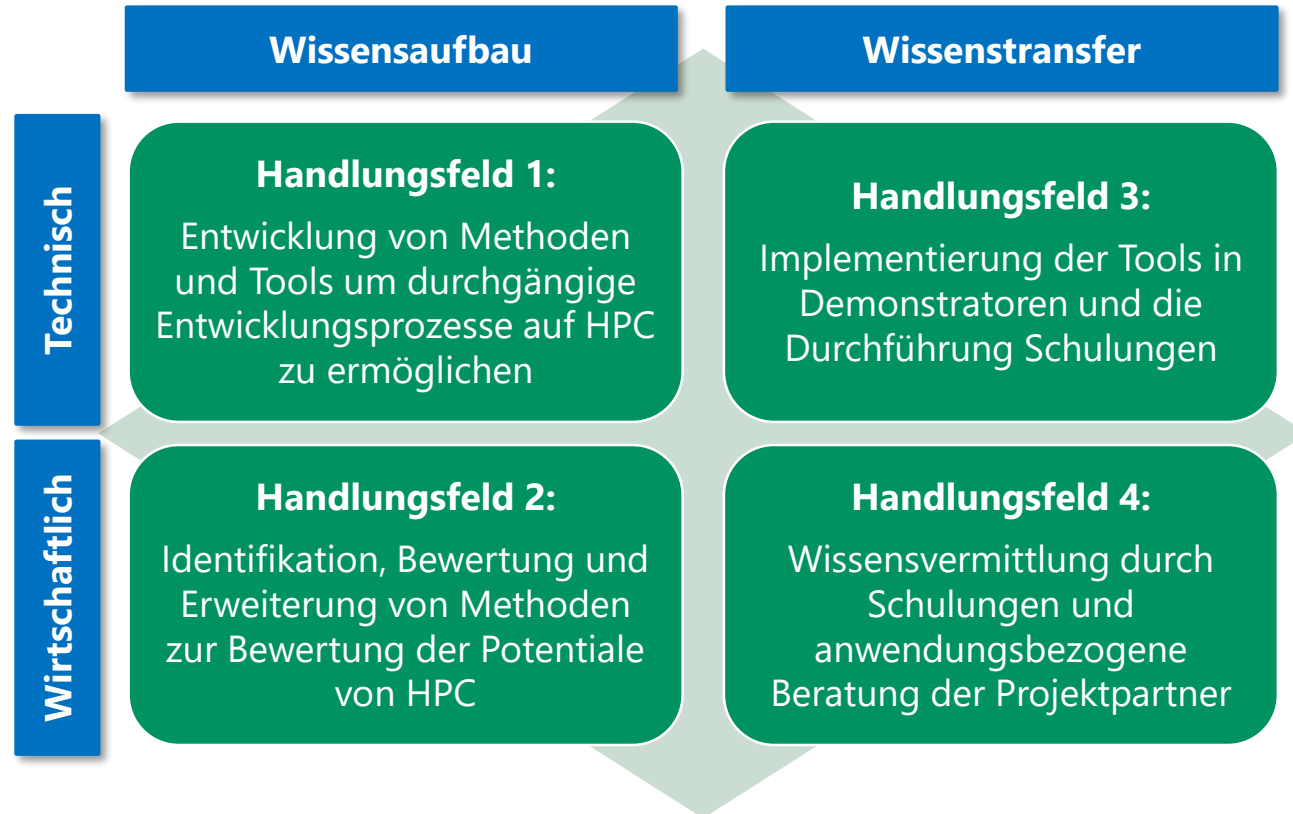 Wissensaufbau
Wissenstransfer
Technisch
Handlungsfeld 1:
Entwicklung von Methoden
und Tools um durchgängige
Entwicklungsprozesse auf HPC
zu ermöglichen
Handlungsfeld 3:
Implementierung der Tools in
Demonstratoren und die
Durchführung Schulungen
Wirtschaftlich
Handlungsfeld 2:
Identifikation, Bewertung und
Erweiterung von Methoden
zur Bewertung der Potentiale
von HPC
Handlungsfeld 4:
Wissensvermittlung durch
Schulungen und
anwendungsbezogene
Beratung der Projektpartner